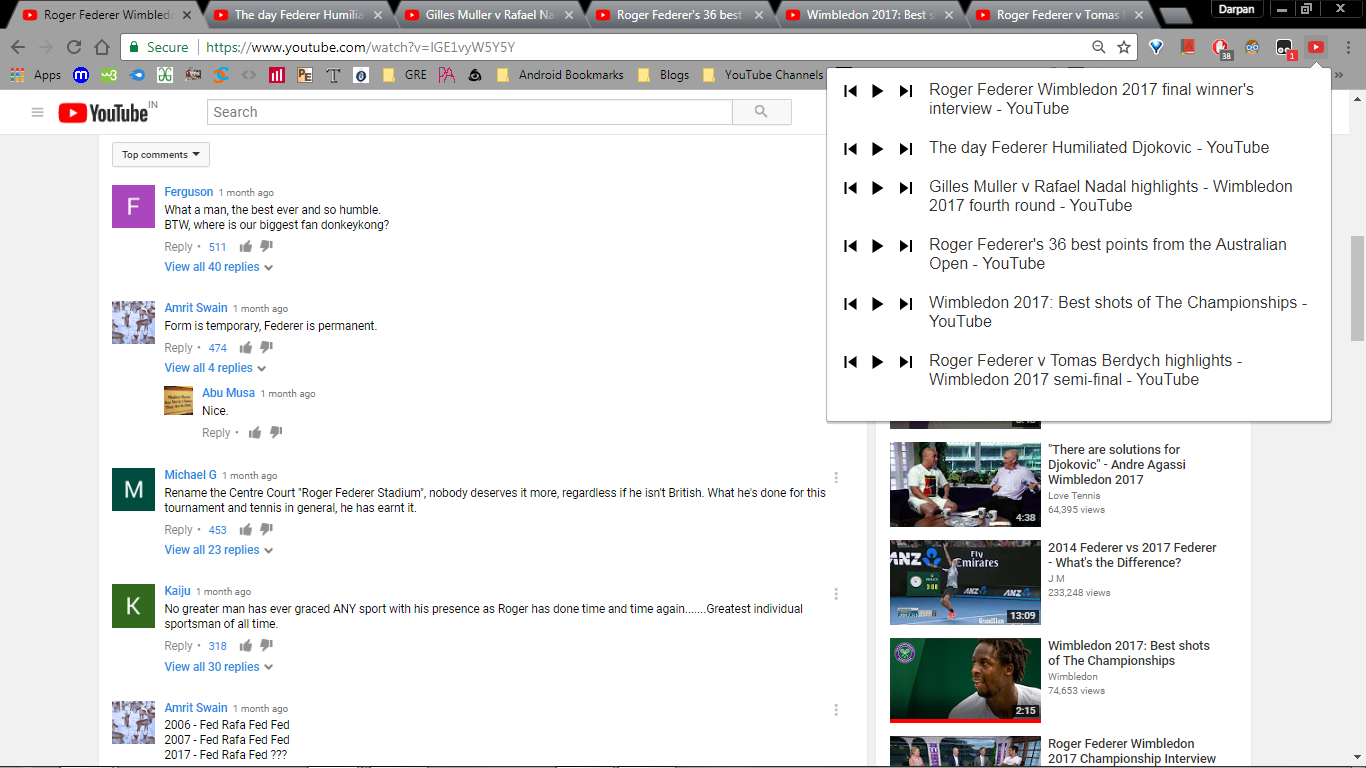 Roger Federer Wimbled
The day Federer Humilia
Gilles Muller v Rafael Na
Roger Federer's 36 best
Wimbledon 2017: Best s
Roger Federer v Tomas
Darpan
Secure
https://www.youtube.com/watch?v=IGE1vyW5Y5Y
38
1
Apps
GRE
Android Bookmarks
Blogs
YouTube Channels
»
YouTube IN
Search
Roger Federer Wimbledon 2017 final winner's
interview - YouTube
The day Federer Humiliated Djokovic - YouTube
Gilles Muller v Rafael Nadal highlights - Wimbledon
2017 fourth round - YouTube
Roger Federer's 36 best points from the Australian
Open - YouTube
Wimbledon 2017: Best shots of The Championships -
YouTube
Roger Federer v Tomas Berdych highlights -
Wimbledon 2017 semi-final - YouTube
Top comments
F
Ferguson 1 month ago
What a man, the best ever and so humble.
BTW, where is our biggest fan donkeykong?
Reply • 511
View all 40 replies
Amrit Swain 1 month ago
Form is temporary, Federer is permanent.
Reply • 474
View all 4 replies
Abu Musa 1 month ago
Nice.
Reply •
M
Michael G 1 month ago
Rename the Centre Court "Roger Federer Stadium", nobody deserves it more, regardless if he isn't British. What he's done for this
tournament and tennis in general, he has earnt it.
Reply • 453
View all 23 replies
K
Kaiju 1 month ago
No greater man has ever graced ANY sport with his presence as Roger has done time and time again.......Greatest individual
sportsman of all time.
Reply • 318
View all 30 replies
Amrit Swain 1 month ago
2006 - Fed Rafa Fed Fed
2007 - Fed Rafa Fed Fed
2017 - Fed Rafa Fed ???
"There are solutions for
Djokovic" - Andre Agassi
Wimbledon 2017
Love Tennis
64,395 views
4:38
2014 Federer vs 2017 Federer
- What's the Difference?
J M
233,248 views
ANZ
Fly
Emirates
ANZ
ANZ
13:09
Wimbledon 2017: Best shots
of The Championships
Wimbledon
74,653 views
2:15
Roger Federer Wimbledon
2017 Championship Interview